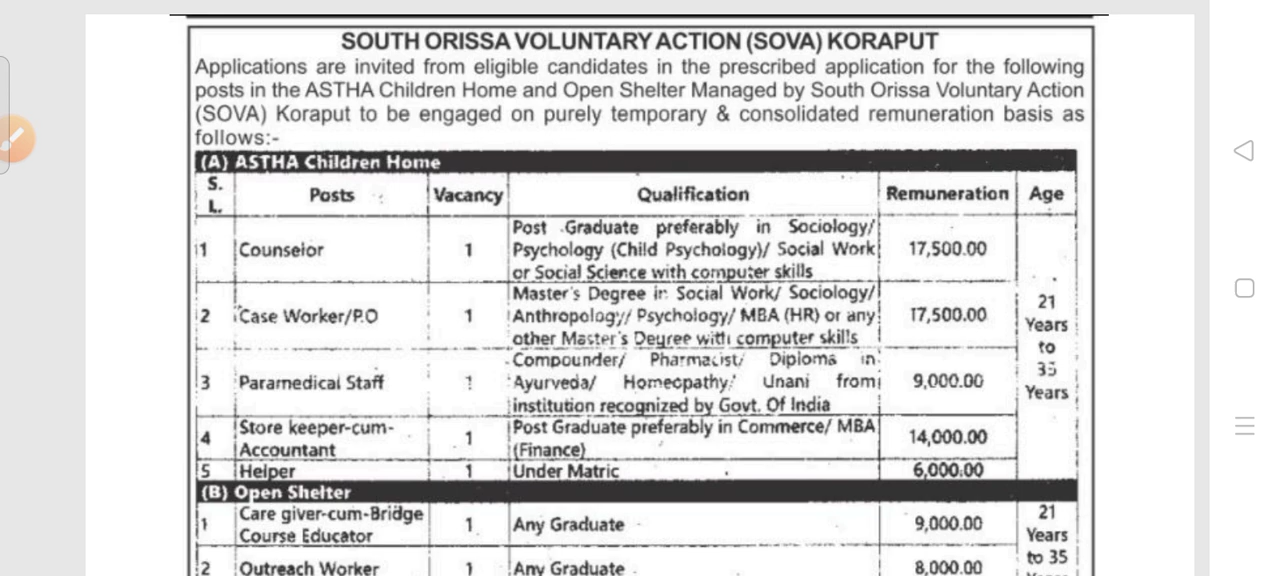 SOUTH ORISSA VOLUNTARY ACTION (SOVA) KORAPUT
Applications are invited from eligible candidates in the prescribed application for the following
posts in the ASTHA Children Home and Open Shelter Managed by South Orissa Voluntary Action
(SOVA) Koraput to be engaged on purely temporary & consolidated remuneration basis as
follows:-
(A) ASTHA Children Home
S. L. Posts Vacancy Qualification Remuneration Age
1 Counselor 1 Post Graduate preferably in Sociology/
Psychology (Child Psychology)/ Social Work
or Social Science with computer skills 17,500.00
2 Case Worker/P.O 1 Master's Degree in Social Work/ Sociology/
Anthropology/ Psychology/ MBA (HR) or any
other Master's Degree with computer skills 17,500.00
3 Paramedical Staff 1 Compounder/ Pharmacist/ Diploma in
Ayurveda/ Homeopathy/ Unani from
institution recognized by Govt. Of India 9,000.00
4 Store keeper-cum-
Accountant 1 Post Graduate preferably in Commerce/ MBA
(Finance) 14,000.00
5 Helper 1 Under Matric 6,000.00
21
Years
to
35
Years
(B) Open Shelter
1 Care giver-cum-Bridge
Course Educator 1 Any Graduate 9,000.00
2 Outreach Worker 1 Any Graduate 8,000.00
21
Years
to 35